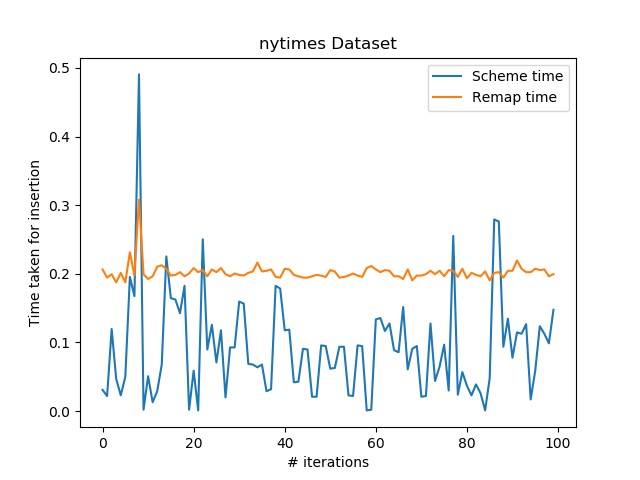 nytimes Dataset
Scheme time
Remap time
Time taken for insertion
0.5
0.4
0.3
0.2
0.1
0.0
0 20 40 60 80 100
# iterations